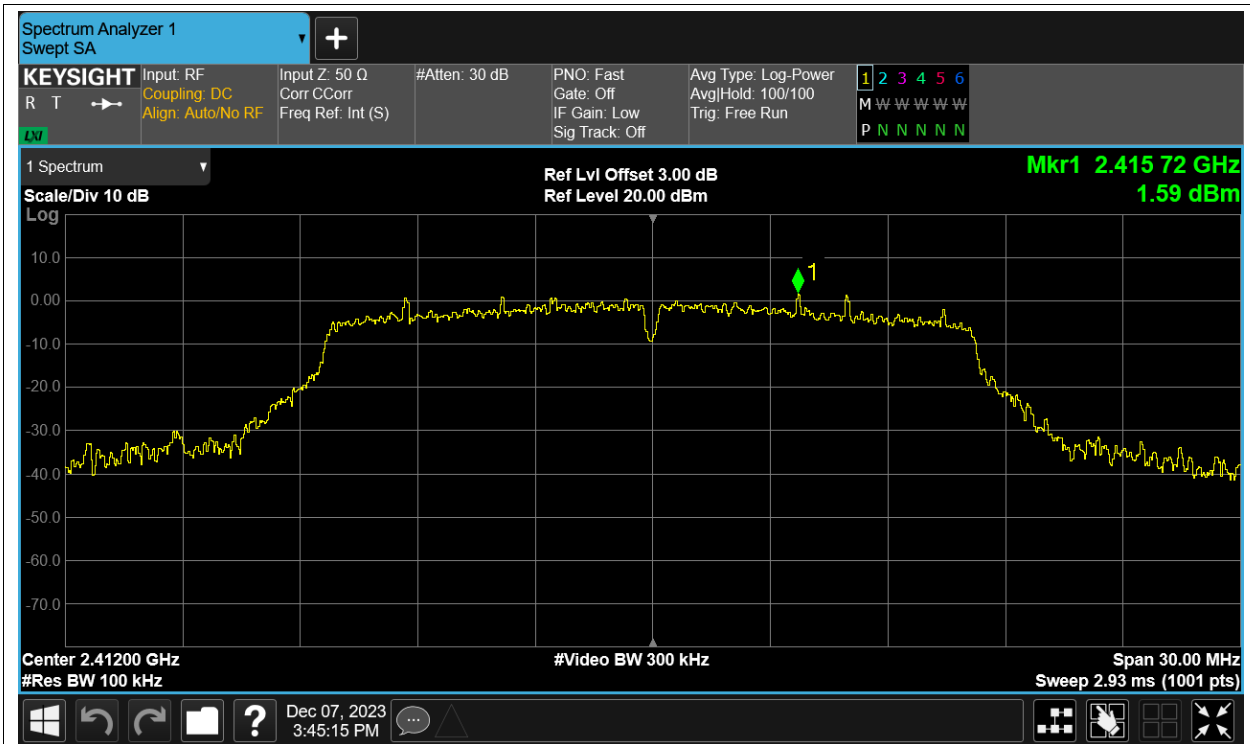 Spectrum Analyzer 1
Swept SA
+
KEYSIGHT
R T
LXI
Input: RF
Coupling: DC
Align: Auto/No RF
Input Z: 50 Ω
Corr CCorr
Freq Ref: Int (S)
#Atten: 30 dB
PNO: Fast
Gate: Off
IF Gain: Low
Sig Track: Off
Avg Type: Log-Power
Avg|Hold: 100/100
Trig: Free Run
1 2 3 4 5 6
M W W W W W
P N N N N N
1 Spectrum
Scale/Div 10 dB
Log
Ref Lvl Offset 3.00 dB
Ref Level 20.00 dBm
Mkr1 2.415 72 GHz
1.59 dBm
10.0
1
0.00
-10.0
-20.0
-30.0
-40.0
-50.0
-60.0
-70.0
Center 2.41200 GHz
#Video BW 300 kHz
Span 30.00 MHz
#Res BW 100 kHz
Sweep 2.93 ms (1001 pts)
?
Dec 07, 2023
3:45:15 PM